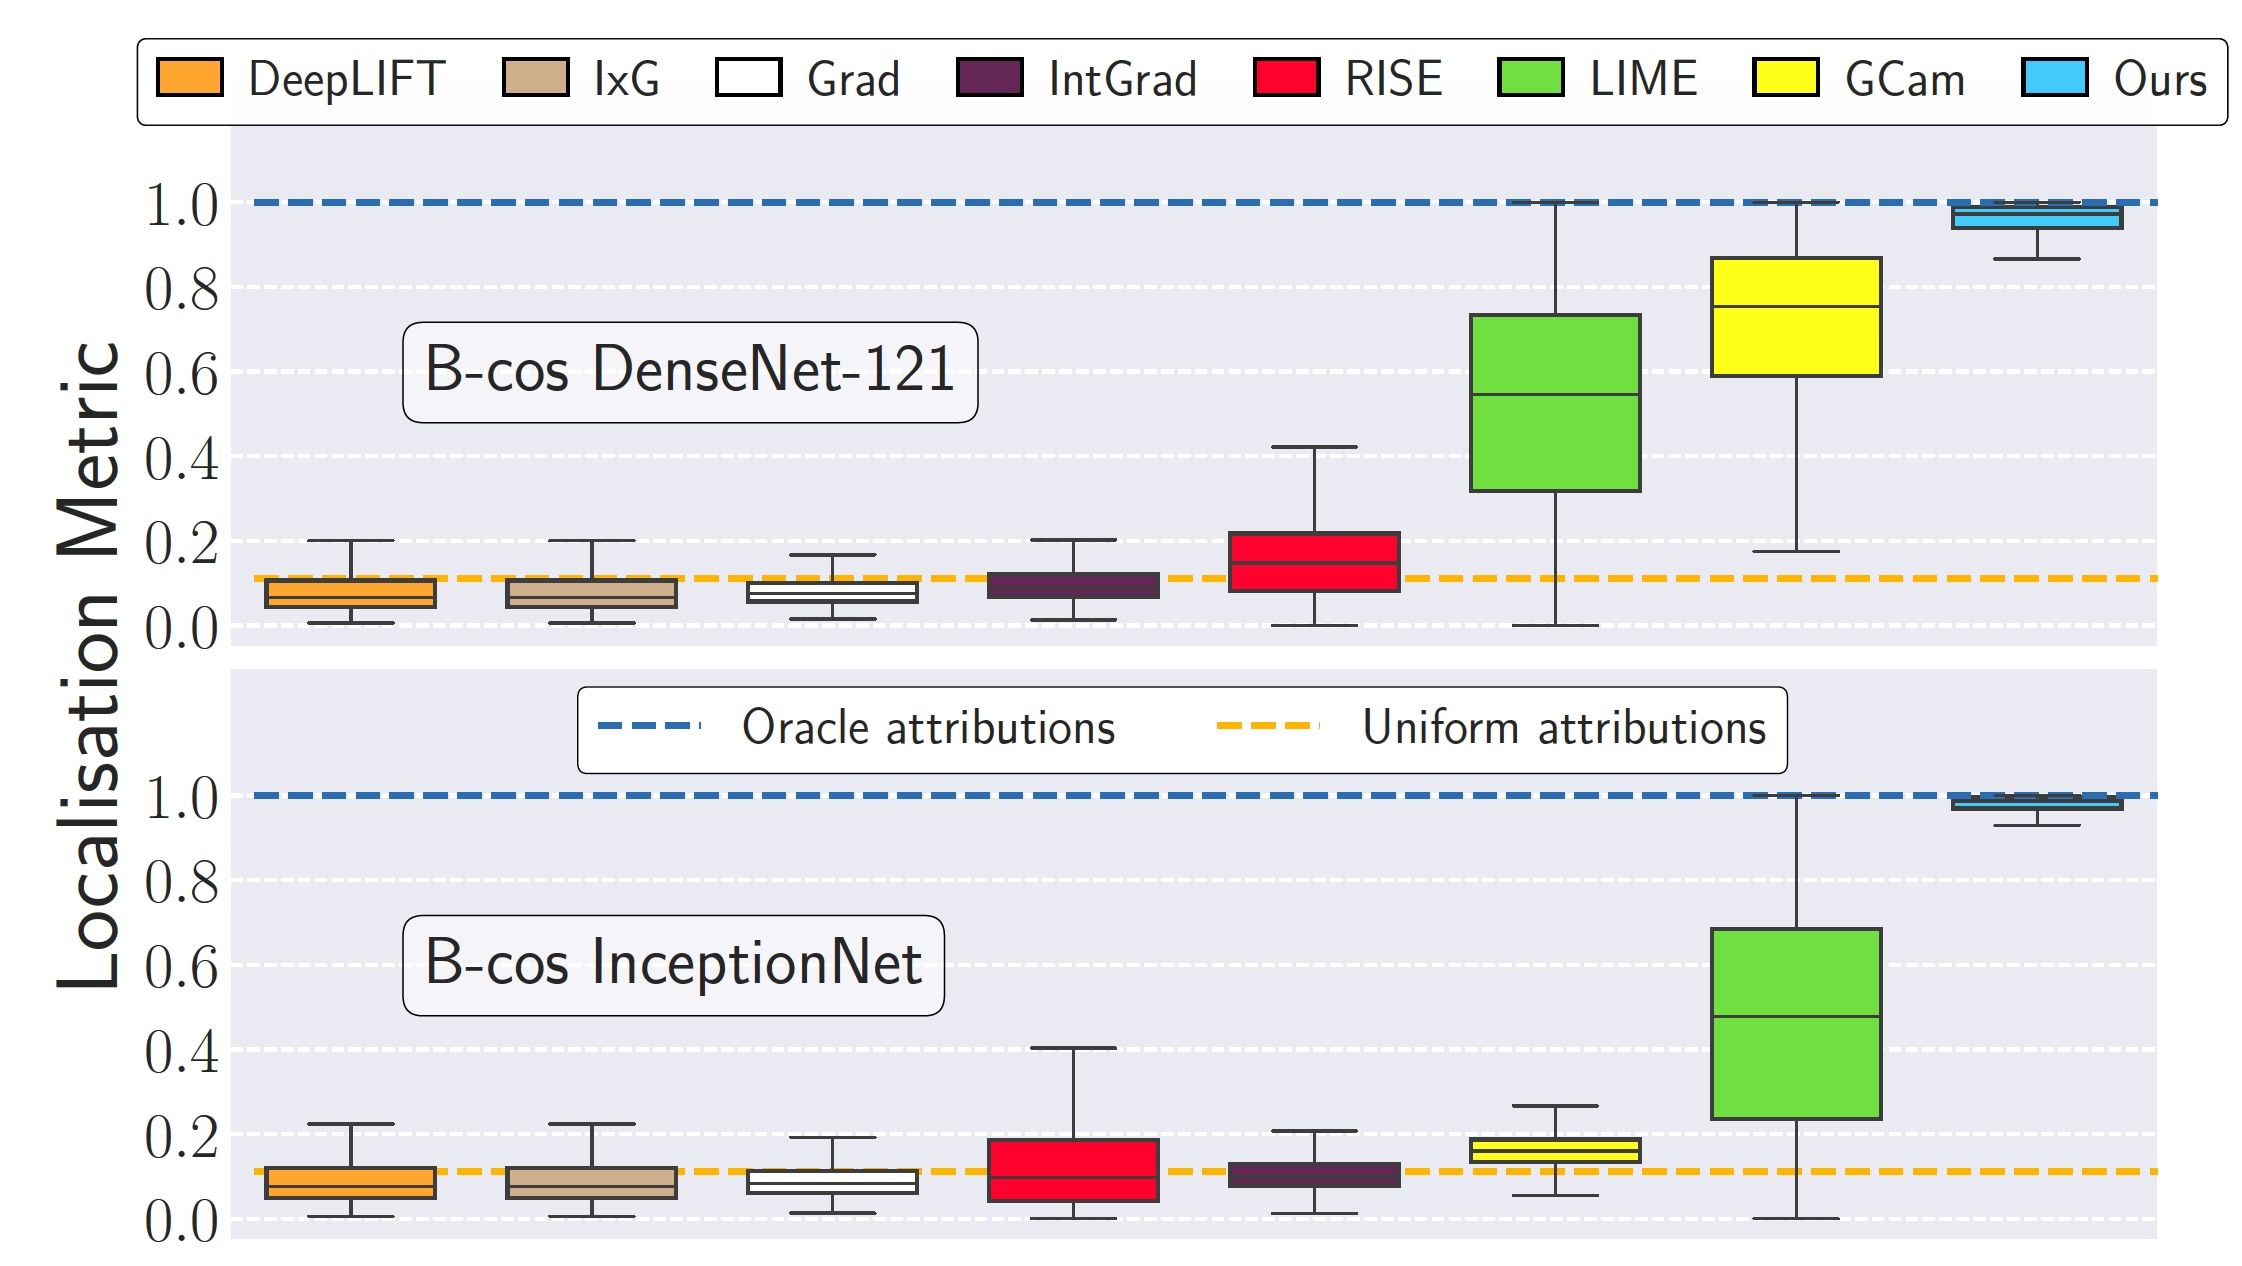 DeepLIFT IxG Grad IntGrad RISE LIME GCam Ours
Localisation Metric
1.0
0.8
0.6
0.4
0.2
0.0
B-cos DenseNet-121
Oracle attributions Uniform attributions
1.0
0.8
0.6
0.4
0.2
0.0
B-cos InceptionNet